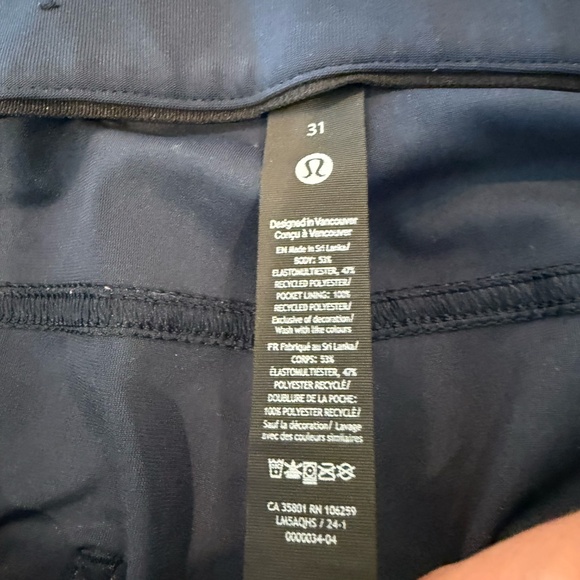 31
Designed in Vancouver
Conçu à Vancouver
EN Made in Sri Lanka/
BODY: 53%
ELASTOMULTIESTER, 47%
RECYCLED POLYESTER/
POCKET LINING: 100%
RECYCLED POLYESTER/
Exclusive of decoration/
Wash with like colours
FR Fabriqué au Sri Lanka/
CORPS: 53%
ÉLASTOMULTIESTER, 47%
POLYESTER RECYCLÉ/
DOUBLURE DE LA POCHE:
100% POLYESTER RECYCLÉ/
Sauf la décoration/ Lavage
avec des couleurs similaires
CA 35801 RN 106259
LM5AQHS / 24-1
0000034-04